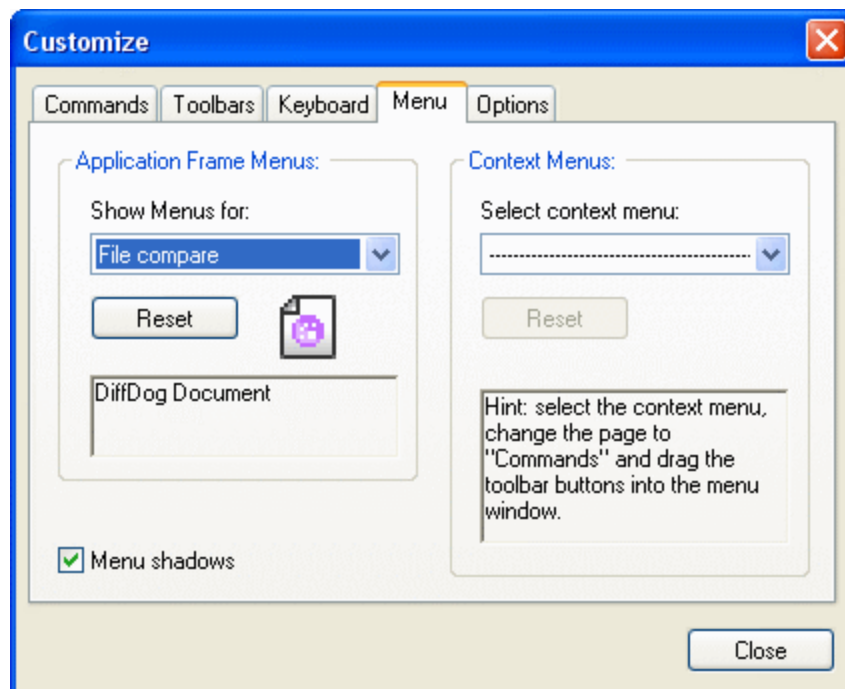 Customize
Commands
Toolbars
Keyboard
Menu
Options
Application Frame Menus:
Show Menus for:
File compare
Reset
DiffDog Document
Menu shadows
Context Menus:
Select context menu:
Reset
Hint: select the context menu,
change the page to
"Commands" and drag the
toolbar buttons into the menu
window.
Close